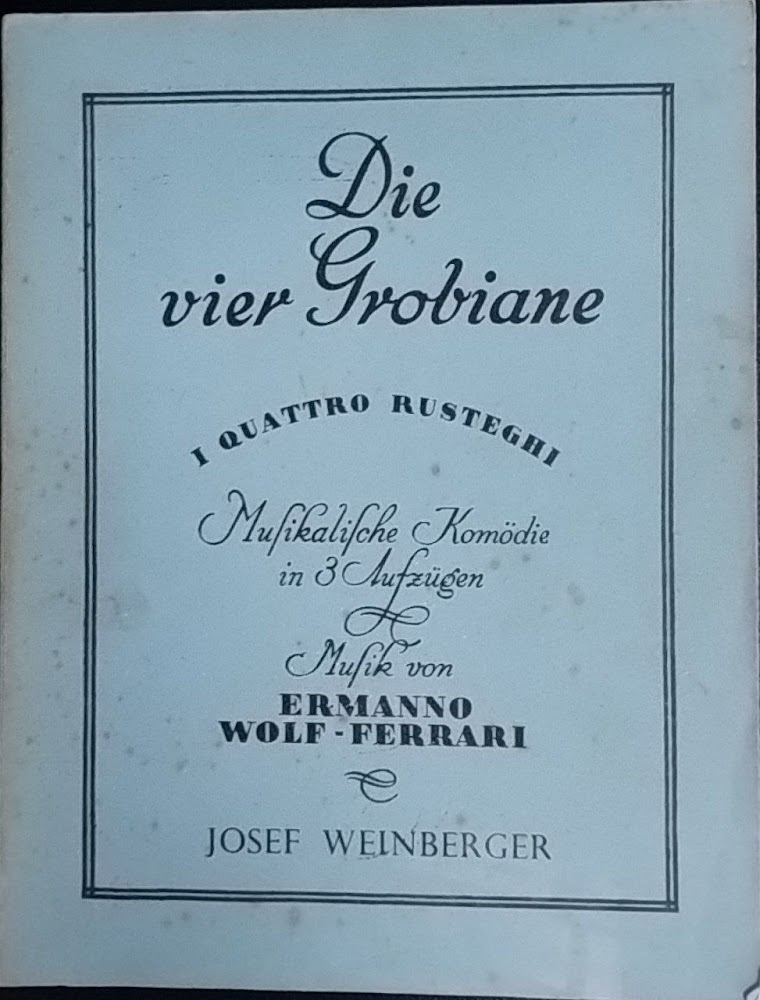 Die
vier Grobiane
I QUATTRO RUSTEGHI
Muſikaliſche Komödie
in 3 Aufzügen
Muſik von
ERMANNO
WOLF-FERRARI
JOSEF WEINBERGER